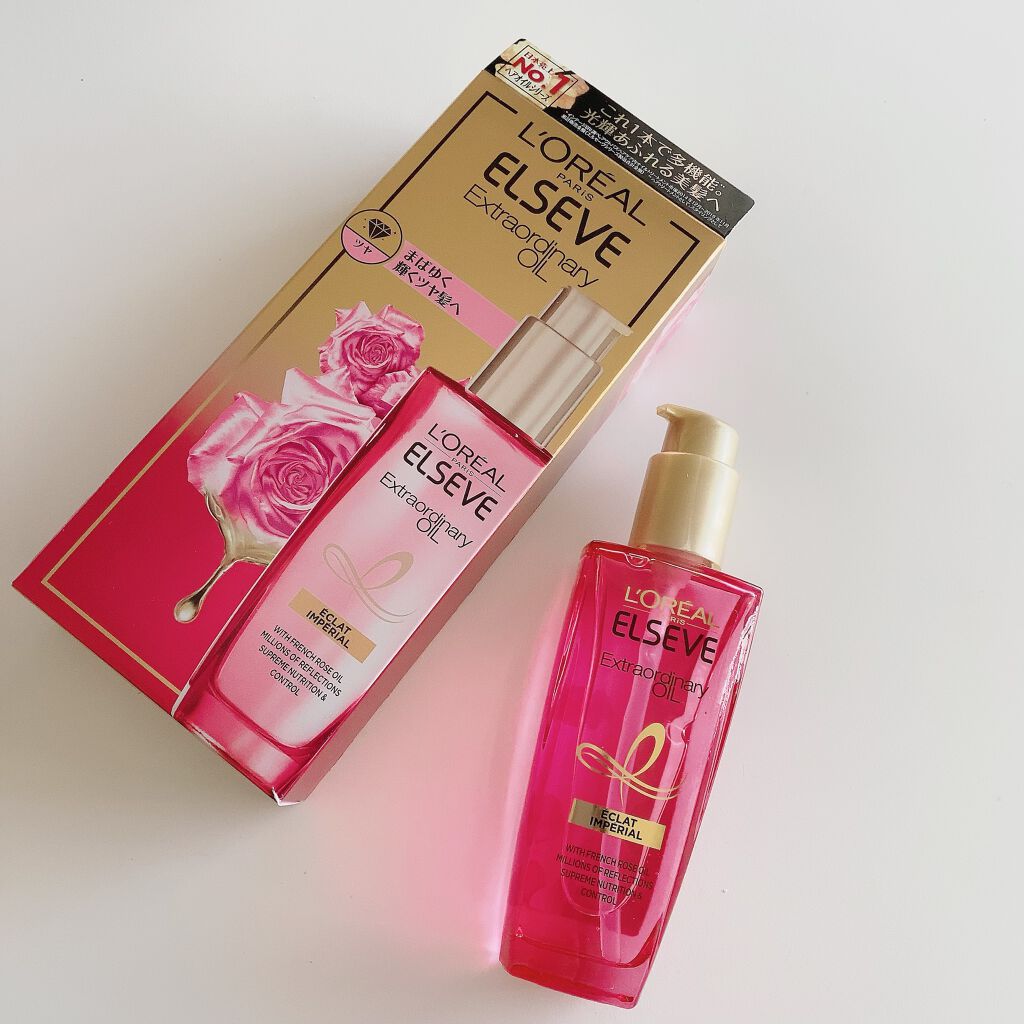 日本売上
No.1
ヘアオイルシリーズ
これ1本で多機能。
光輝あふれる美髪へ
L'ORÉAL
PARIS
ELSEVE
Extraordinary
OIL
ツヤ
まばゆく
輝くツヤ髪へ
L'ORÉAL
PARIS
ELSEVE
Extraordinary
OIL
ÉCLAT
IMPERIAL
WITH FRENCH ROSE OIL
MILLIONS OF REFLECTIONS
SUPREME NUTRITION &
CONTROL
L'ORÉAL
PARIS
ELSEVE
Extraordinary
OIL
ÉCLAT
IMPERIAL
WITH FRENCH ROSE OIL
MILLIONS OF REFLECTIONS
SUPREME NUTRITION &
CONTROL